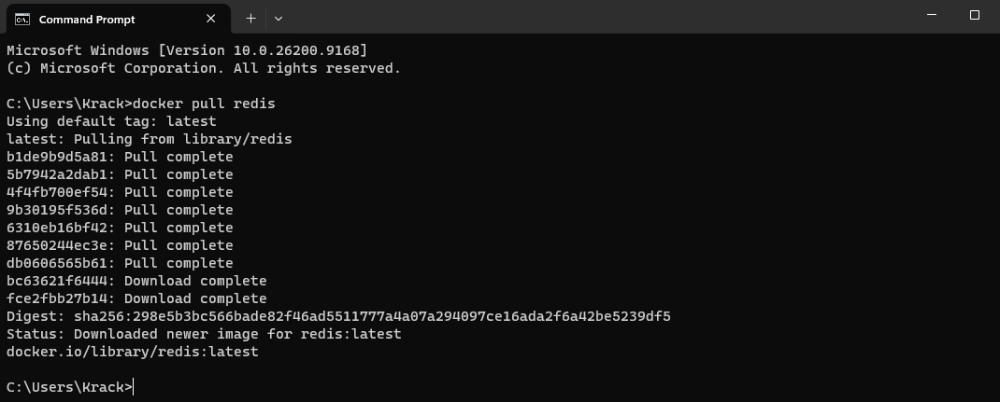 Command Prompt
Microsoft Windows [Version 10.0.26200.9168]
(c) Microsoft Corporation. All rights reserved.
C:\Users\Krack>docker pull redis
Using default tag: latest
latest: Pulling from library/redis
b1de9b9d5a81: Pull complete
5b7942a2dab1: Pull complete
4f4fb700ef54: Pull complete
9b30195f536d: Pull complete
6310eb16bf42: Pull complete
87650244ec3e: Pull complete
db0606565b61: Pull complete
bc63621f6444: Download complete
fce2fbb27b14: Download complete
Digest: sha256:298e5b3bc566bade82f46ad5511777a4a07a294097ce16ada2f6a42be5239df5
Status: Downloaded newer image for redis:latest
docker.io/library/redis:latest
C:\Users\Krack>